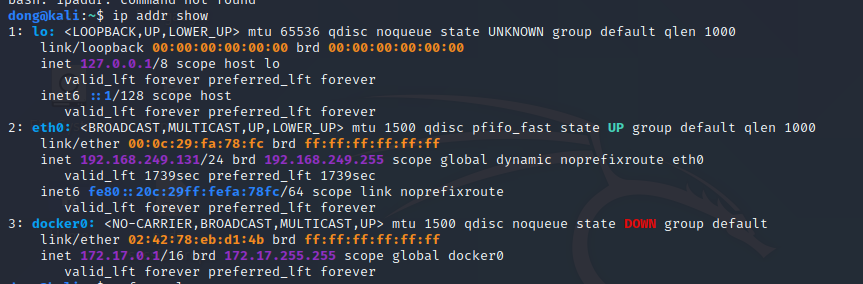 bash: ipaddr: command not found
dong@kali:~$ ip addr show
1: lo: <LOOPBACK,UP,LOWER_UP> mtu 65536 qdisc noqueue state UNKNOWN group default qlen 1000
    link/loopback 00:00:00:00:00:00 brd 00:00:00:00:00:00
    inet 127.0.0.1/8 scope host lo
       valid_lft forever preferred_lft forever
    inet6 ::1/128 scope host
       valid_lft forever preferred_lft forever
2: eth0: <BROADCAST,MULTICAST,UP,LOWER_UP> mtu 1500 qdisc pfifo_fast state UP group default qlen 1000
    link/ether 00:0c:29:fa:78:fc brd ff:ff:ff:ff:ff:ff
    inet 192.168.249.131/24 brd 192.168.249.255 scope global dynamic noprefixroute eth0
       valid_lft 1739sec preferred_lft 1739sec
    inet6 fe80::20c:29ff:fefa:78fc/64 scope link noprefixroute
       valid_lft forever preferred_lft forever
3: docker0: <NO-CARRIER,BROADCAST,MULTICAST,UP> mtu 1500 qdisc noqueue state DOWN group default
    link/ether 02:42:78:eb:d1:4b brd ff:ff:ff:ff:ff:ff
    inet 172.17.0.1/16 brd 172.17.255.255 scope global docker0
       valid_lft forever preferred_lft forever